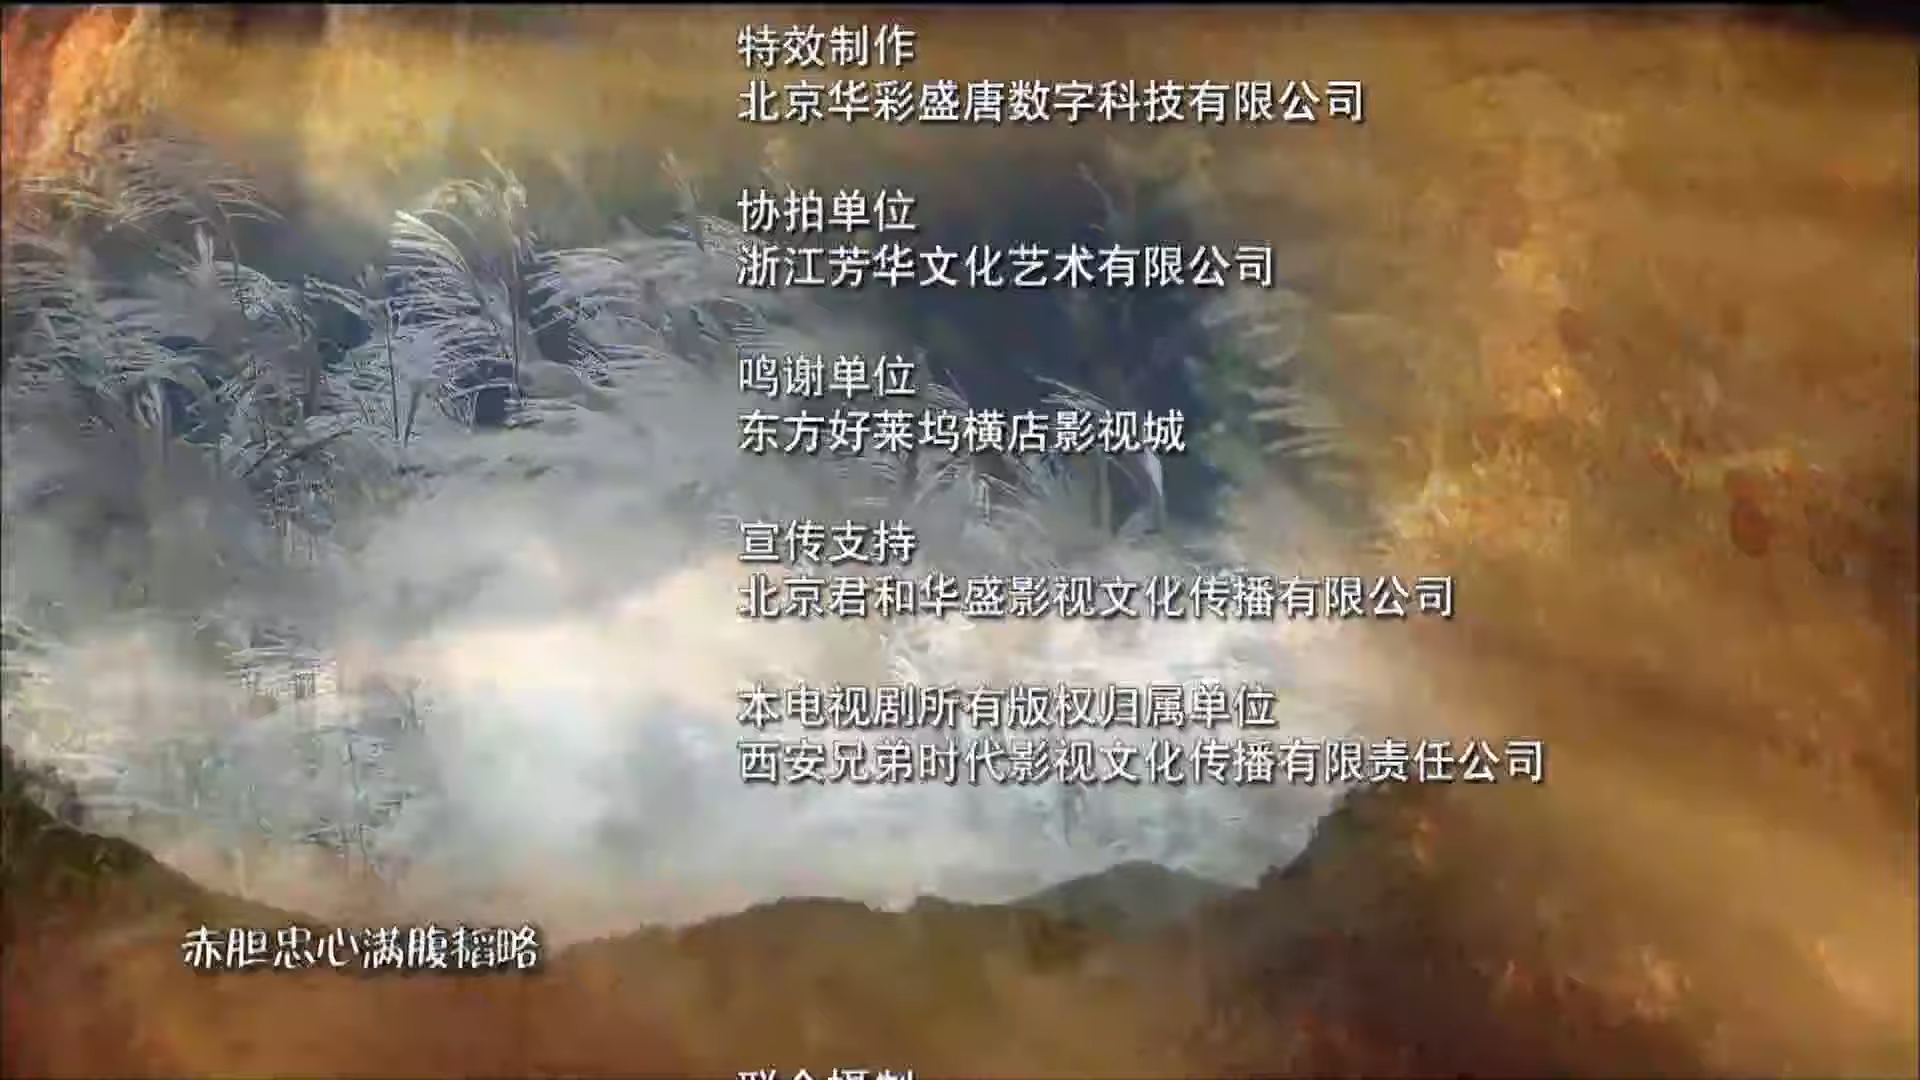 特效制作
北京华彩盛唐数字科技有限公司
协拍单位
浙江芳华文化艺术有限公司
鸣谢单位
东方好莱坞横店影视城
宣传支持
北京君和华盛影视文化传播有限公司
本电视剧所有版权归属单位
西安兄弟时代影视文化传播有限责任公司
赤胆忠心满腹韬略
联合摄制